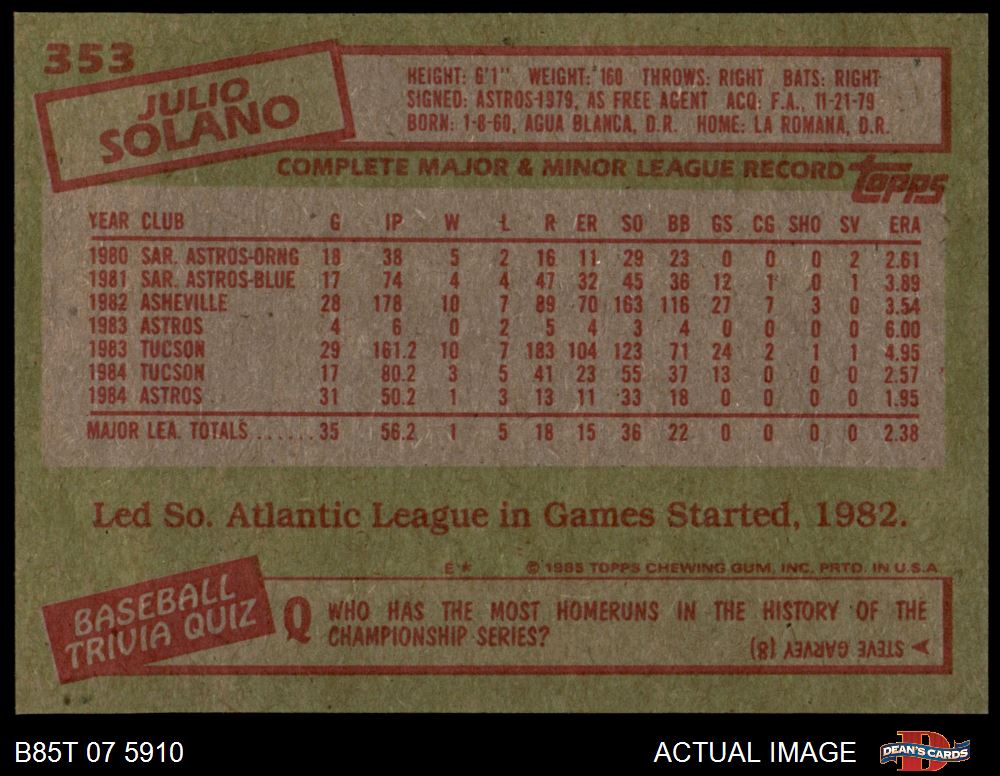 353
JULIO
SOLANO
HEIGHT: 6'1" WEIGHT: 160 THROWS: RIGHT BATS: RIGHT
SIGNED: ASTROS-1979, AS FREE AGENT ACQ: F.A., 11-21-79
BORN: 1-8-60, AGUA BLANCA, D.R. HOME: LA ROMANA, D.R.
COMPLETE MAJOR & MINOR LEAGUE RECORD topps
YEAR CLUB G IP W L R ER SO BB GS CG SHO SV ERA
1980 SAR. ASTROS-ORNG 18 38 5 2 16 11 29 23 0 0 0 2 2.61
1981 SAR. ASTROS-BLUE 17 74 4 4 47 32 45 36 12 1 0 1 3.89
1982 ASHEVILLE 28 178 10 7 89 70 163 116 27 7 3 0 3.54
1983 ASTROS 4 6 0 2 5 4 3 4 0 0 0 0 6.00
1983 TUCSON 29 161.2 10 7 183 104 123 71 24 2 1 1 4.95
1984 TUCSON 17 80.2 3 5 41 23 55 37 13 0 0 0 2.57
1984 ASTROS 31 50.2 1 3 13 11 33 18 0 0 0 0 1.95
MAJOR LEA. TOTALS ......35 56.2 1 5 18 15 36 22 0 0 0 0 2.38
Led So. Atlantic League in Games Started, 1982.
E* © 1985 TOPPS CHEWING GUM, INC. PRTD. IN U.S.A.
BASEBALL
TRIVIA QUIZ
Q WHO HAS THE MOST HOMERUNS IN THE HISTORY OF THE
CHAMPIONSHIP SERIES?
STEVE GARVEY (8)
B85T 07 5910
ACTUAL IMAGE
D
DEAN'S CARDS